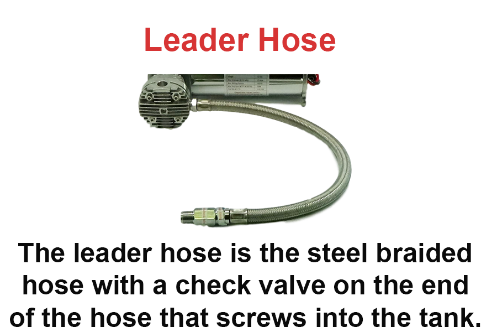 Leader Hose
The leader hose is the steel braided
hose with a check valve on the end
of the hose that screws into the tank.